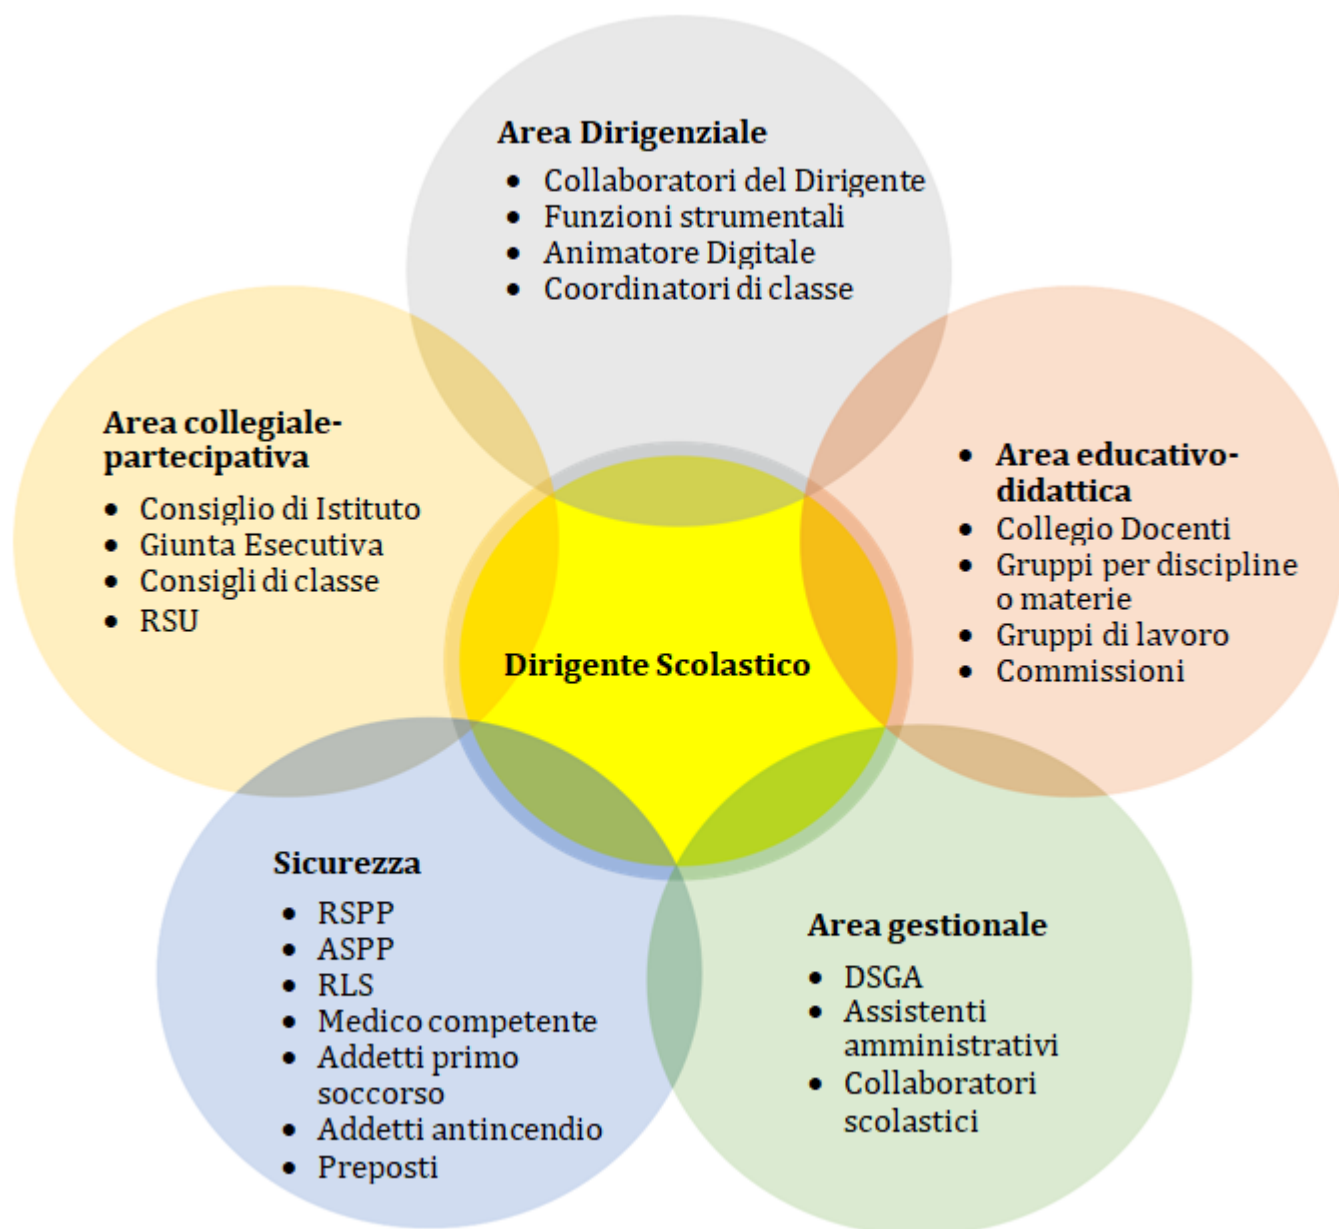 Area Dirigenziale
• Collaboratori del Dirigente
• Funzioni strumentali
• Animatore Digitale
• Coordinatori di classe
Area collegiale-
partecipativa
• Consiglio di Istituto
• Giunta Esecutiva
• Consigli di classe
• RSU
• Area educativo-
didattica
• Collegio Docenti
• Gruppi per discipline
o materie
• Gruppi di lavoro
• Commissioni
Dirigente Scolastico
Sicurezza
• RSPP
• ASPP
• RLS
• Medico competente
• Addetti primo
soccorso
• Addetti antincendio
• Preposti
Area gestionale
• DSGA
• Assistenti
amministrativi
• Collaboratori
scolastici